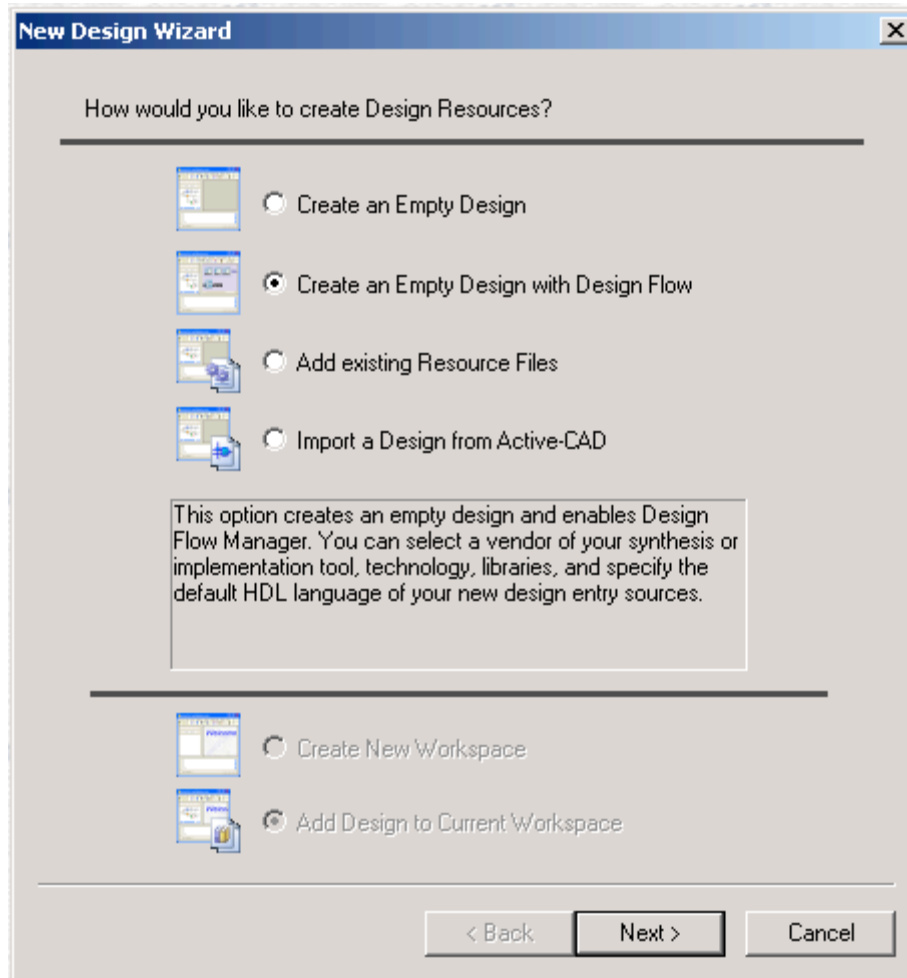 New Design Wizard
How would you like to create Design Resources?
Create an Empty Design
Create an Empty Design with Design Flow
Add existing Resource Files
Import a Design from Active-CAD
This option creates an empty design and enables Design
Flow Manager. You can select a vendor of your synthesis or
implementation tool, technology, libraries, and specify the
default HDL language of your new design entry sources.
Create New Workspace
Add Design to Current Workspace
< Back Next > Cancel